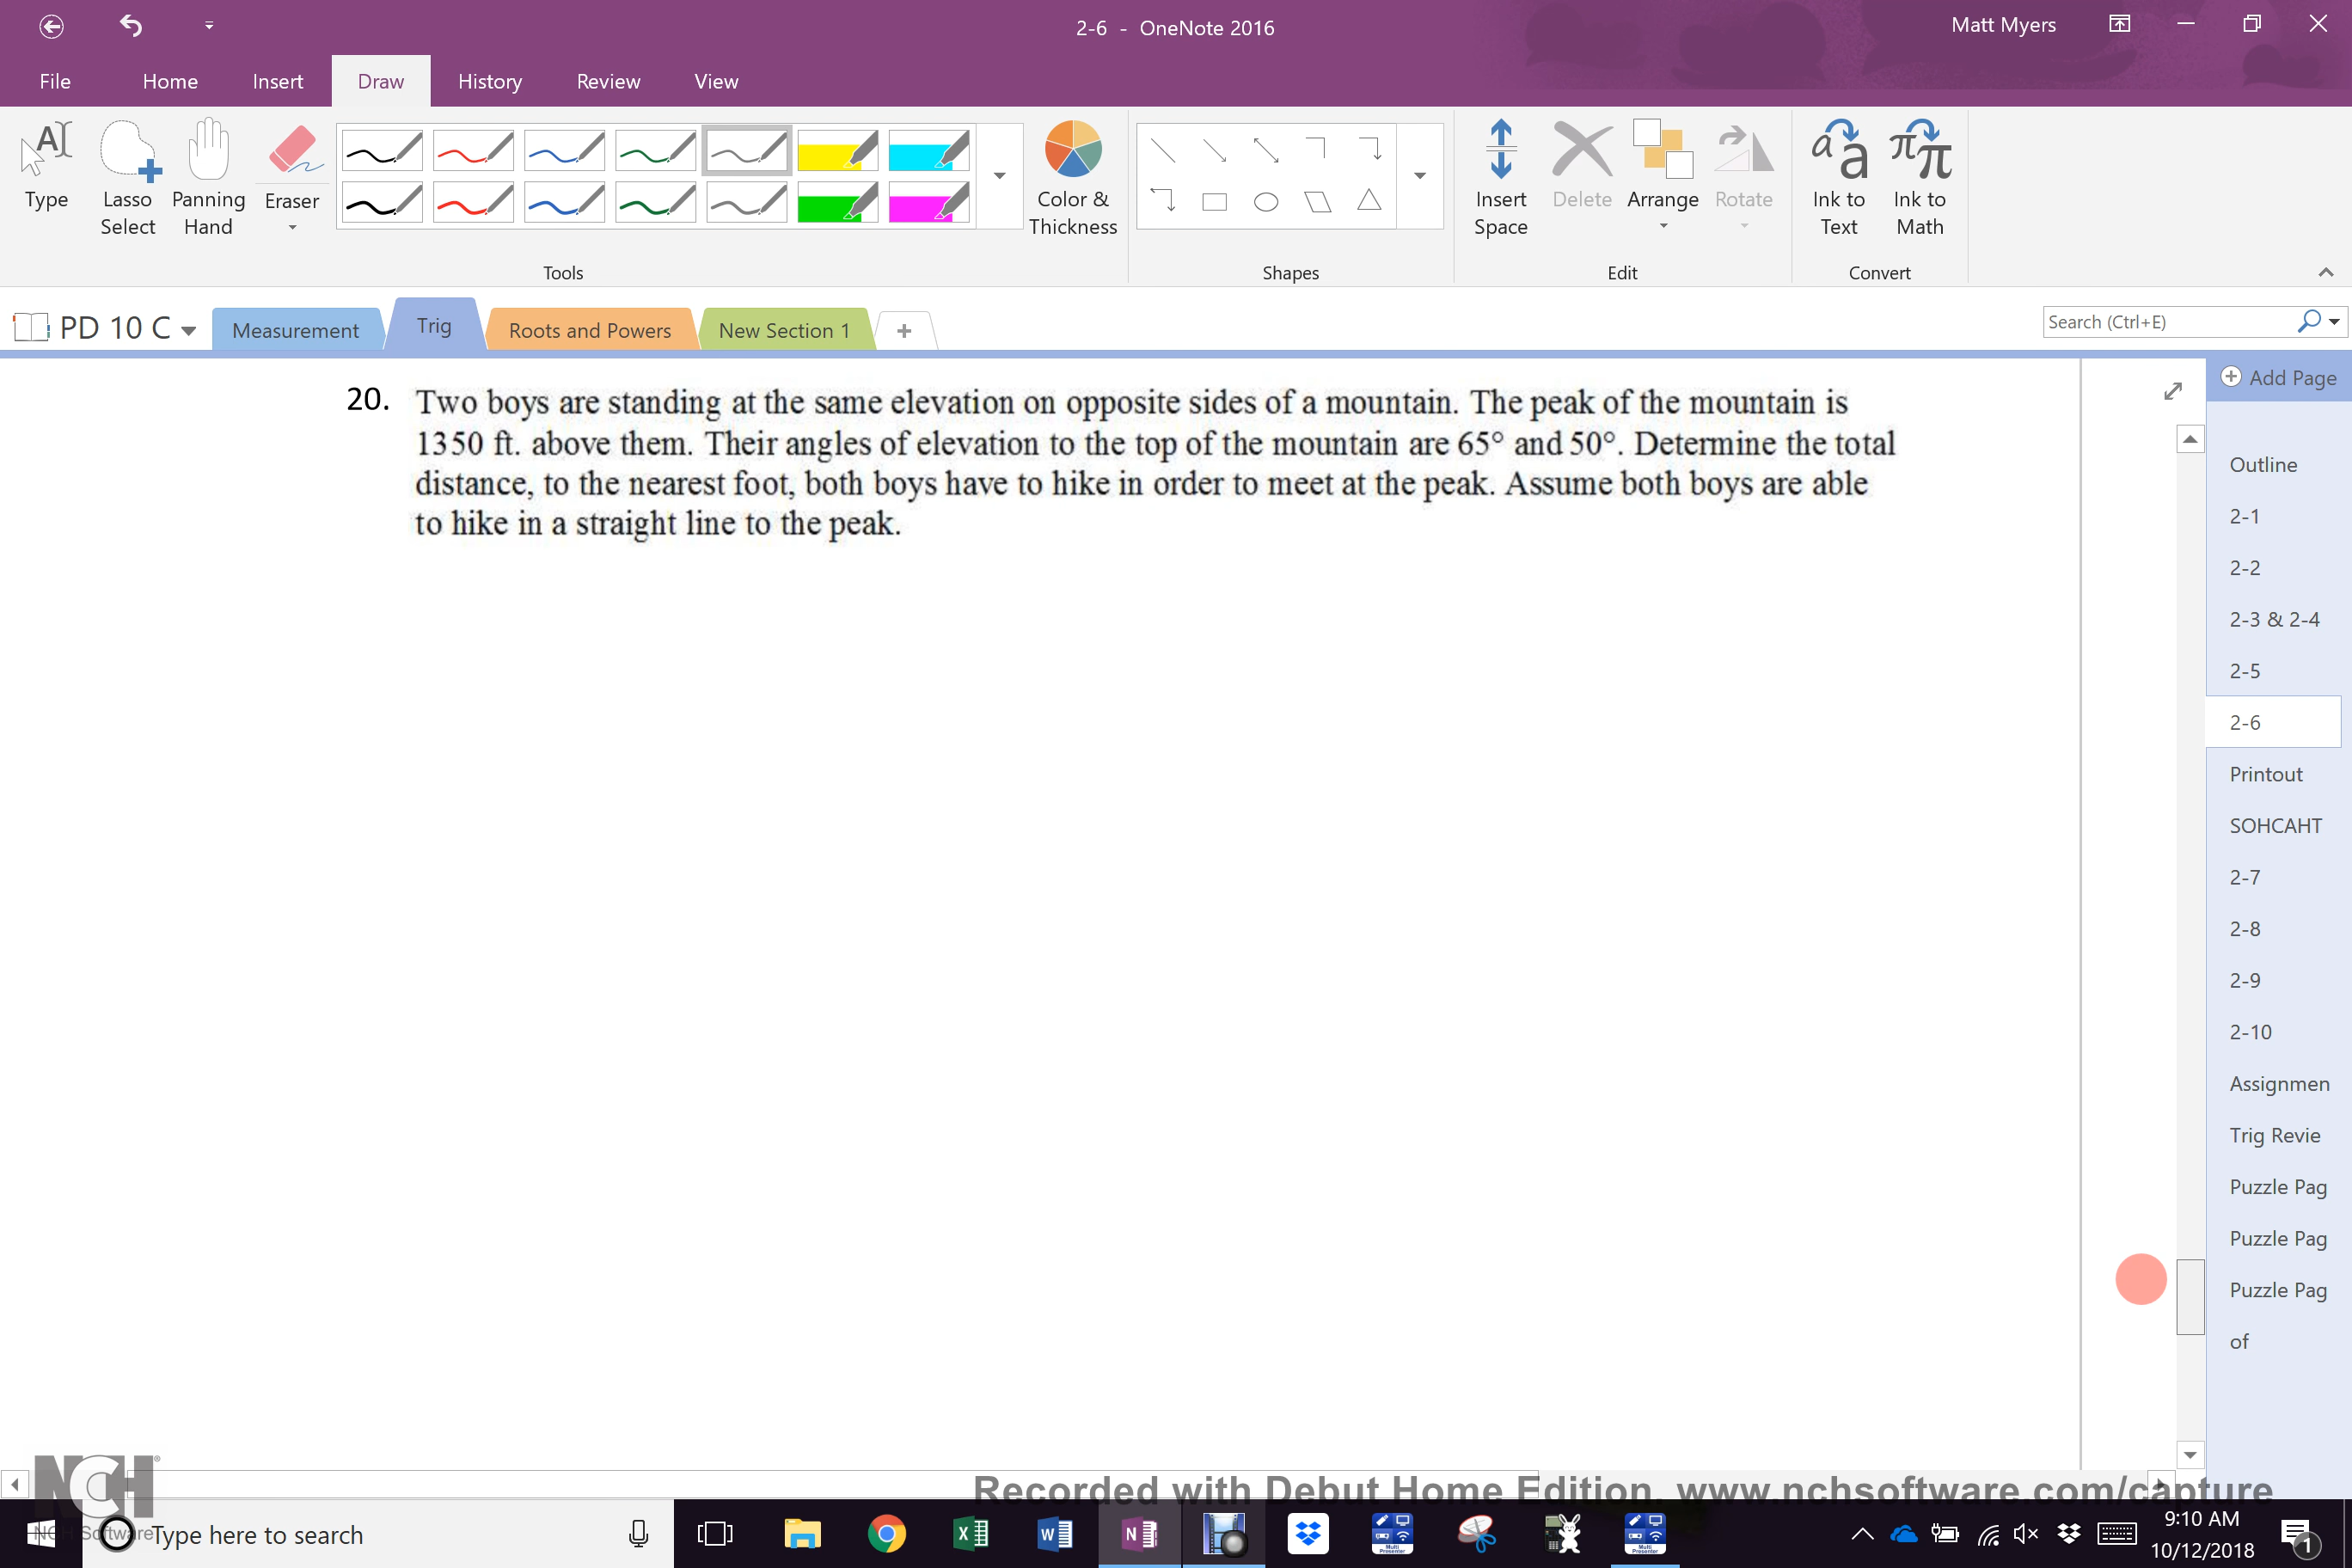 2-6 - OneNote 2016
Matt Myers
File Home Insert Draw History Review View
Type
Lasso Select
Panning Hand
Eraser
Color & Thickness
Insert Space
Delete
Arrange
Rotate
Ink to Text
Ink to Math
Tools
Shapes
Edit
Convert
PD 10 C
Measurement
Trig
Roots and Powers
New Section 1
Search (Ctrl+E)
20. Two boys are standing at the same elevation on opposite sides of a mountain. The peak of the mountain is
1350 ft. above them. Their angles of elevation to the top of the mountain are 65° and 50°. Determine the total
distance, to the nearest foot, both boys have to hike in order to meet at the peak. Assume both boys are able
to hike in a straight line to the peak.
Add Page
Outline
2-1
2-2
2-3 & 2-4
2-5
2-6
Printout
SOHCAHT
2-7
2-8
2-9
2-10
Assignmen
Trig Revie
Puzzle Pag
Puzzle Pag
Puzzle Pag
of
NCH
NCH Software
Recorded with Debut Home Edition. www.nchsoftware.com/capture
Type here to search
9:10 AM
10/12/2018
1